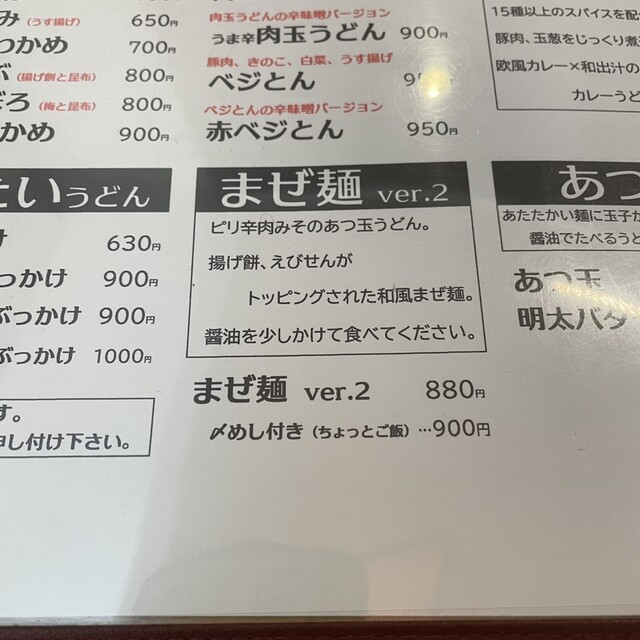 み（うす揚げ） 650円
わかめ 700円
ぶ（揚げ餅と昆布） 800円
ぼろ（梅と昆布） 800円
かめ 900円
肉玉うどんの辛味噌バージョン
うま辛肉玉うどん 900円
豚肉、きのこ、白菜、うす揚げ
ベジとん
ベジとんの辛味噌バージョン
赤ベジとん 950円
15種以上のスパイスを配
豚肉、玉葱をじっくり煮
欧風カレー×和出汁の
カレーうど
たいうどん
け 630円
っかけ 900円
ぶっかけ 900円
ぶっかけ 1000円
す。
申し付け下さい。
まぜ麺 ver.2
ピリ辛肉みそのあつ玉うどん。
揚げ餅、えびせんが
トッピングされた和風まぜ麺。
醤油を少しかけて食べてください。
まぜ麺 ver.2 880円
〆めし付き（ちょっとご飯）…900円
あつ
あたたかい麺に玉子が
醤油でたべるうど
あつ玉
明太バタ